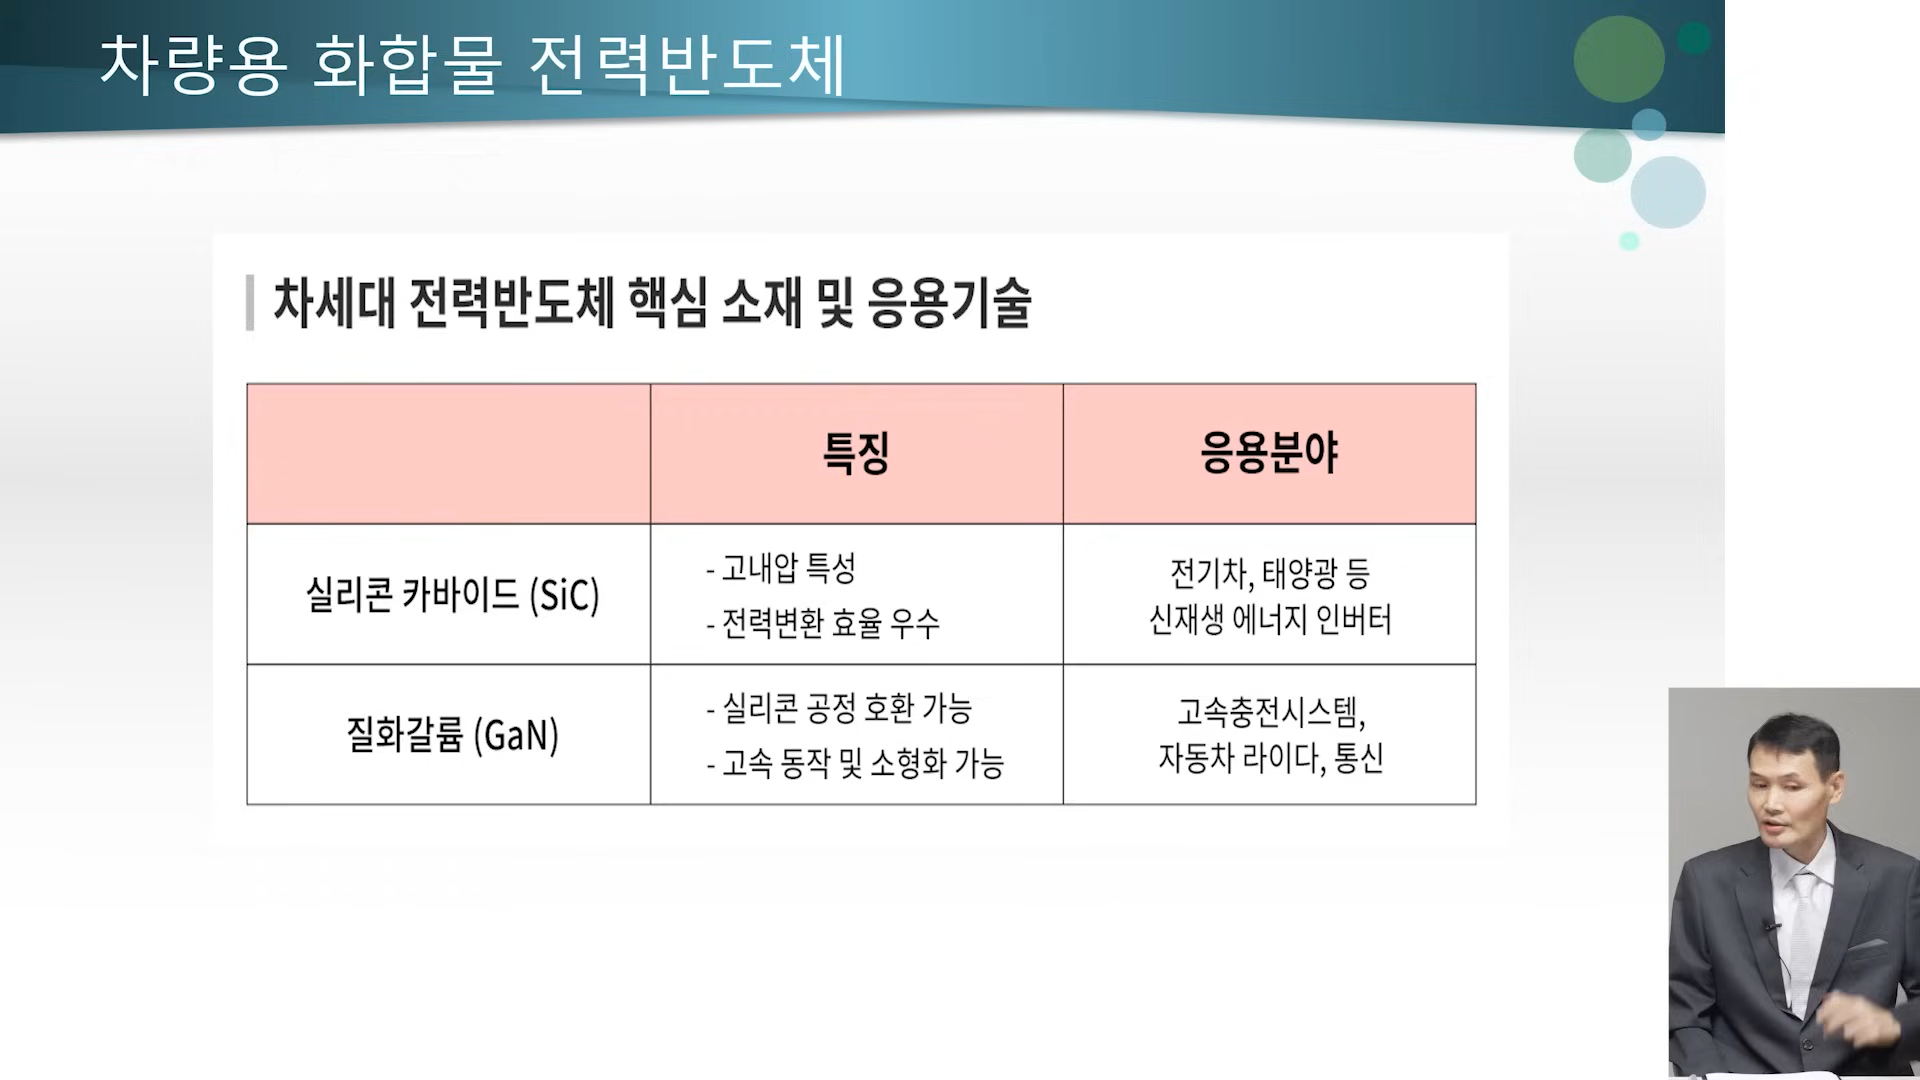 차량용 화합물 전력반도체
차세대 전력반도체 핵심 소재 및 응용기술
특징
응용분야
실리콘 카바이드 (SiC)
- 고내압 특성
- 전력변환 효율 우수
전기차, 태양광 등
신재생 에너지 인버터
질화갈륨 (GaN)
- 실리콘 공정 호환 가능
- 고속 동작 및 소형화 가능
고속충전시스템,
자동차 라이다, 통신